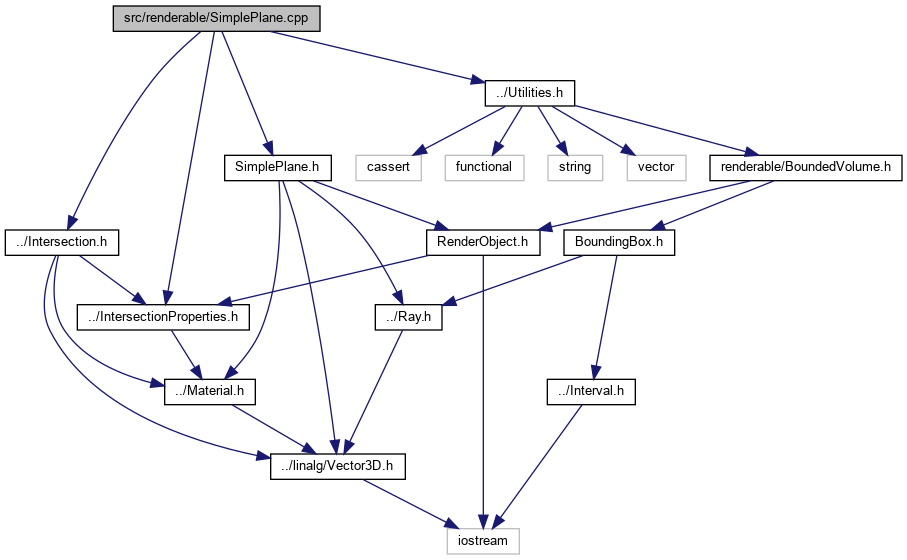 src/renderable/SimplePlane.cpp
../Utilities.h
SimplePlane.h
cassert
functional
string
vector
renderable/BoundedVolume.h
../Intersection.h
RenderObject.h
BoundingBox.h
../IntersectionProperties.h
../Ray.h
../Material.h
../Interval.h
../linalg/Vector3D.h
iostream